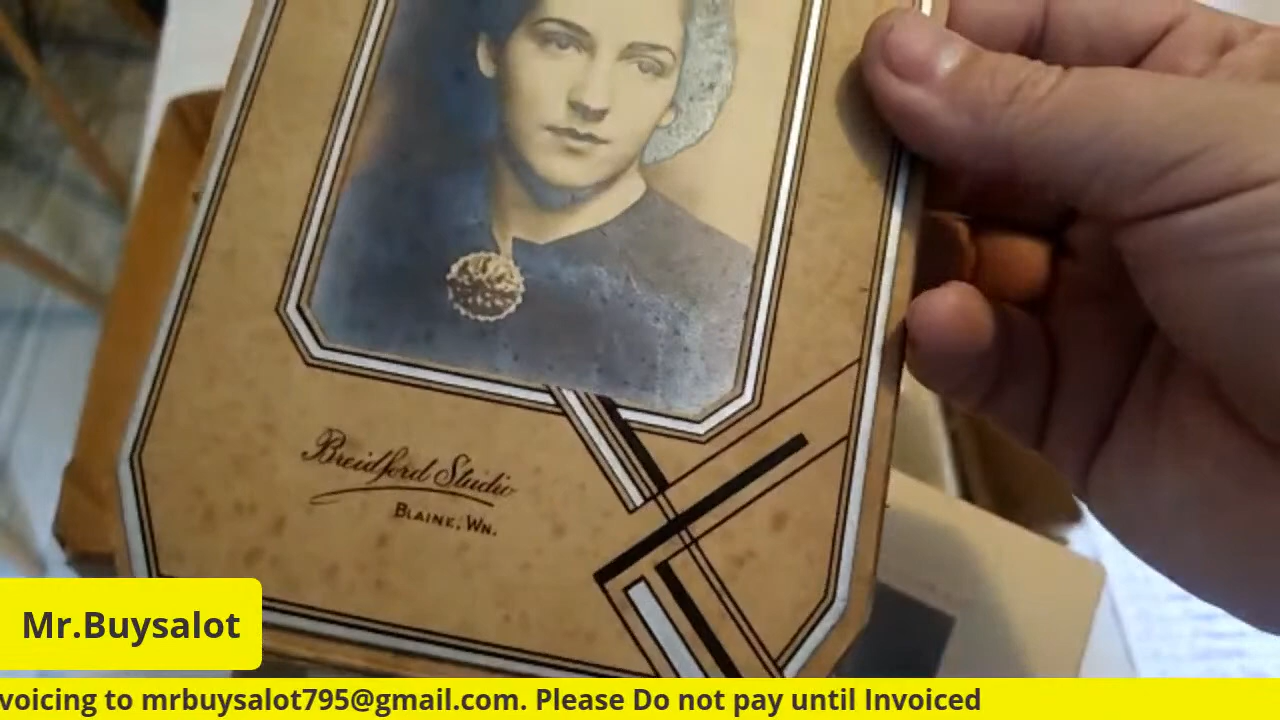 Breidford Studio
BLAINE, WN.
Mr.Buysalot
voicing to mrbuysalot795@gmail.com. Please Do not pay until Invoiced